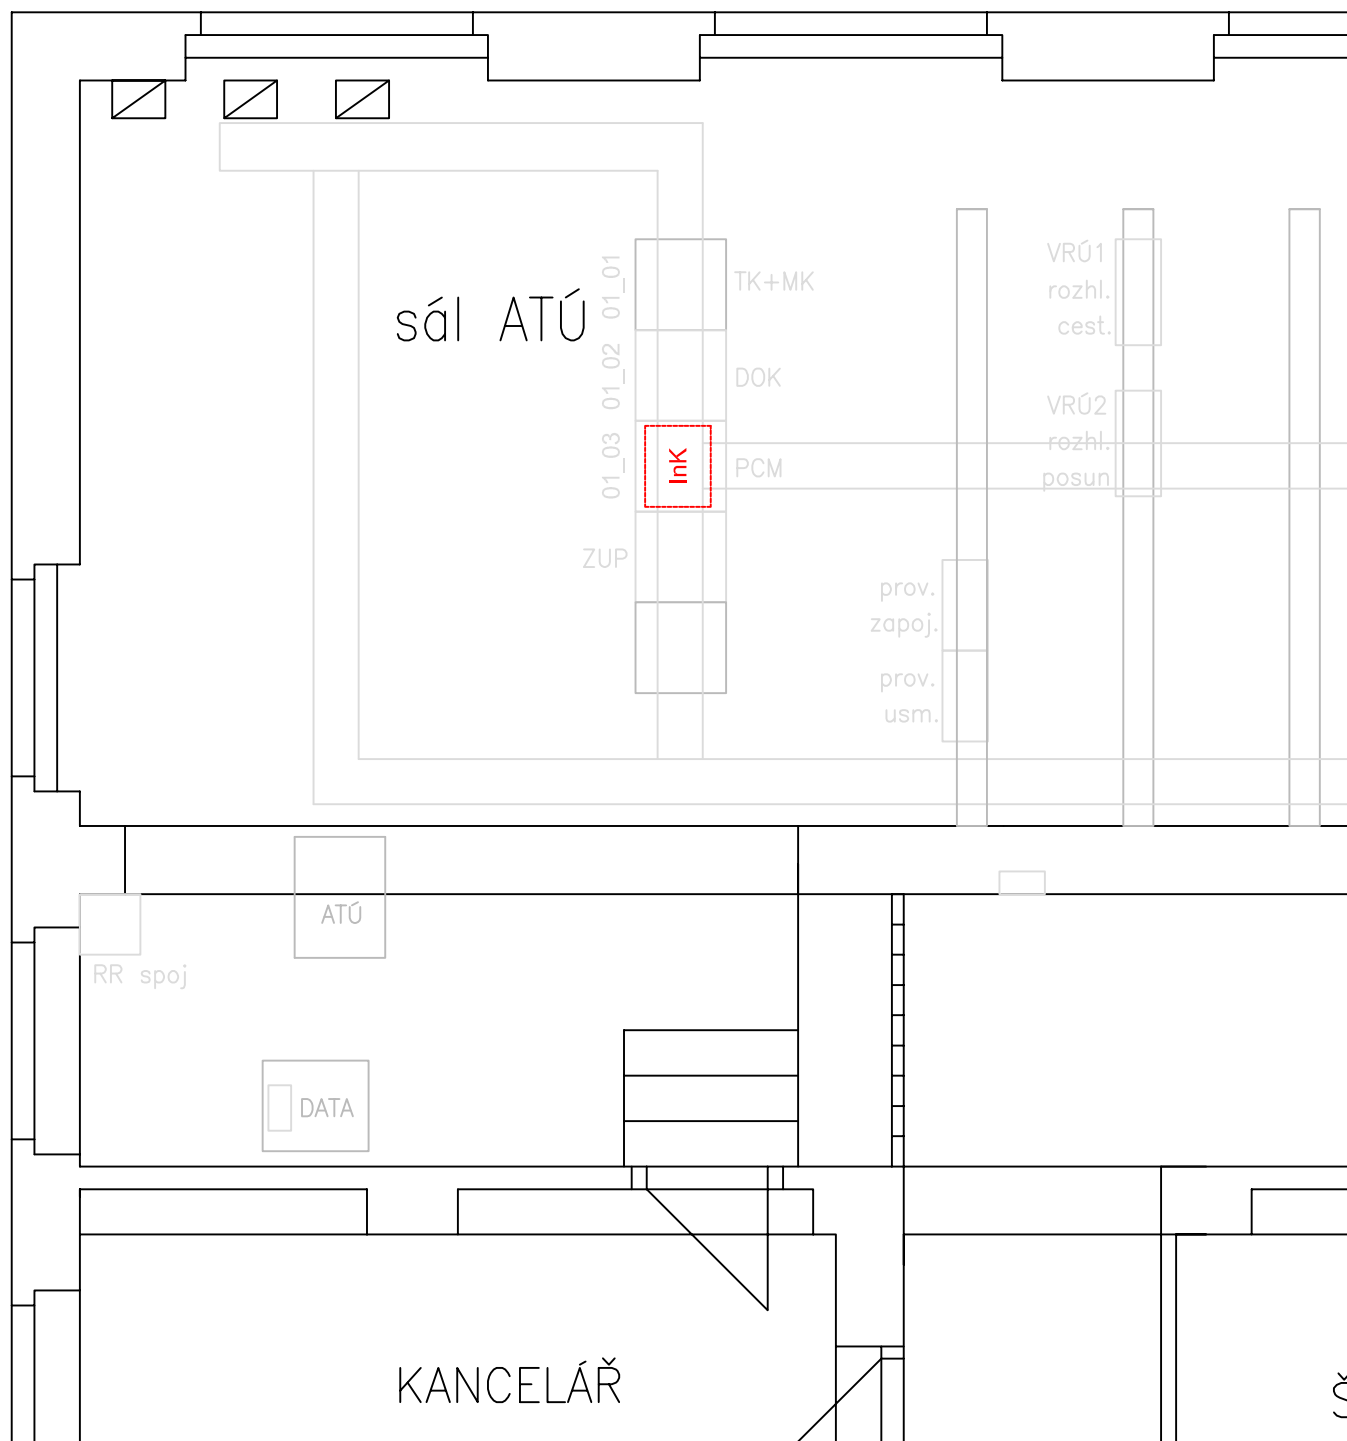 sál ATÚ
01_01
TK+MK
01_02
DOK
01_03
InK
PCM
ZUP
VRÚ1
rozhl.
cest.
VRÚ2
rozhl.
posun
prov.
zapoj.
prov.
usm.
ATÚ
RR spoj
DATA
KANCELÁŘ
Š